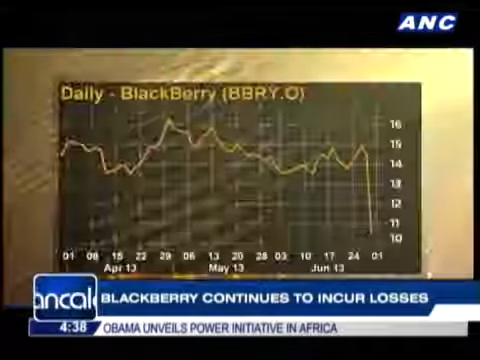 ANC
Daily - BlackBerry (BBRY.O)
16
15
14
13
12
11
10
01 08 15 22 29 06 13 20 28 03 10 17 24 01
Apr 13 May 13 Jun 13
ancale
BLACKBERRY CONTINUES TO INCUR LOSSES
4:38 OBAMA UNVEILS POWER INITIATIVE IN AFRICA